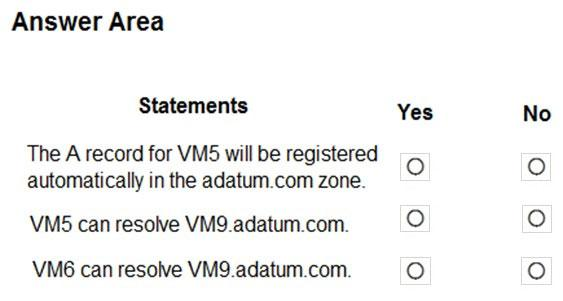 Answer Area
Statements Yes No
The A record for VM5 will be registered
automatically in the adatum.com zone.
VM5 can resolve VM9.adatum.com.
VM6 can resolve VM9.adatum.com.